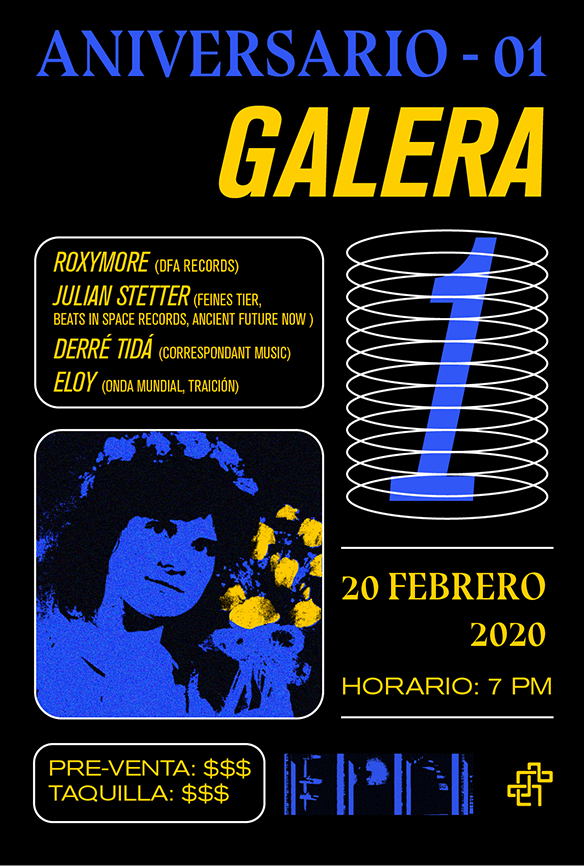 ANIVERSARIO - 01
GALERA
ROXYMORE (DFA RECORDS)
JULIAN STETTER (FEINES TIER,
BEATS IN SPACE RECORDS, ANCIENT FUTURE NOW )
DERRÉ TIDÁ (CORRESPONDANT MUSIC)
ELOY (ONDA MUNDIAL, TRAICIÓN)
1
20 FEBRERO
2020
HORARIO: 7 PM
PRE-VENTA: $$$
TAQUILLA: $$$